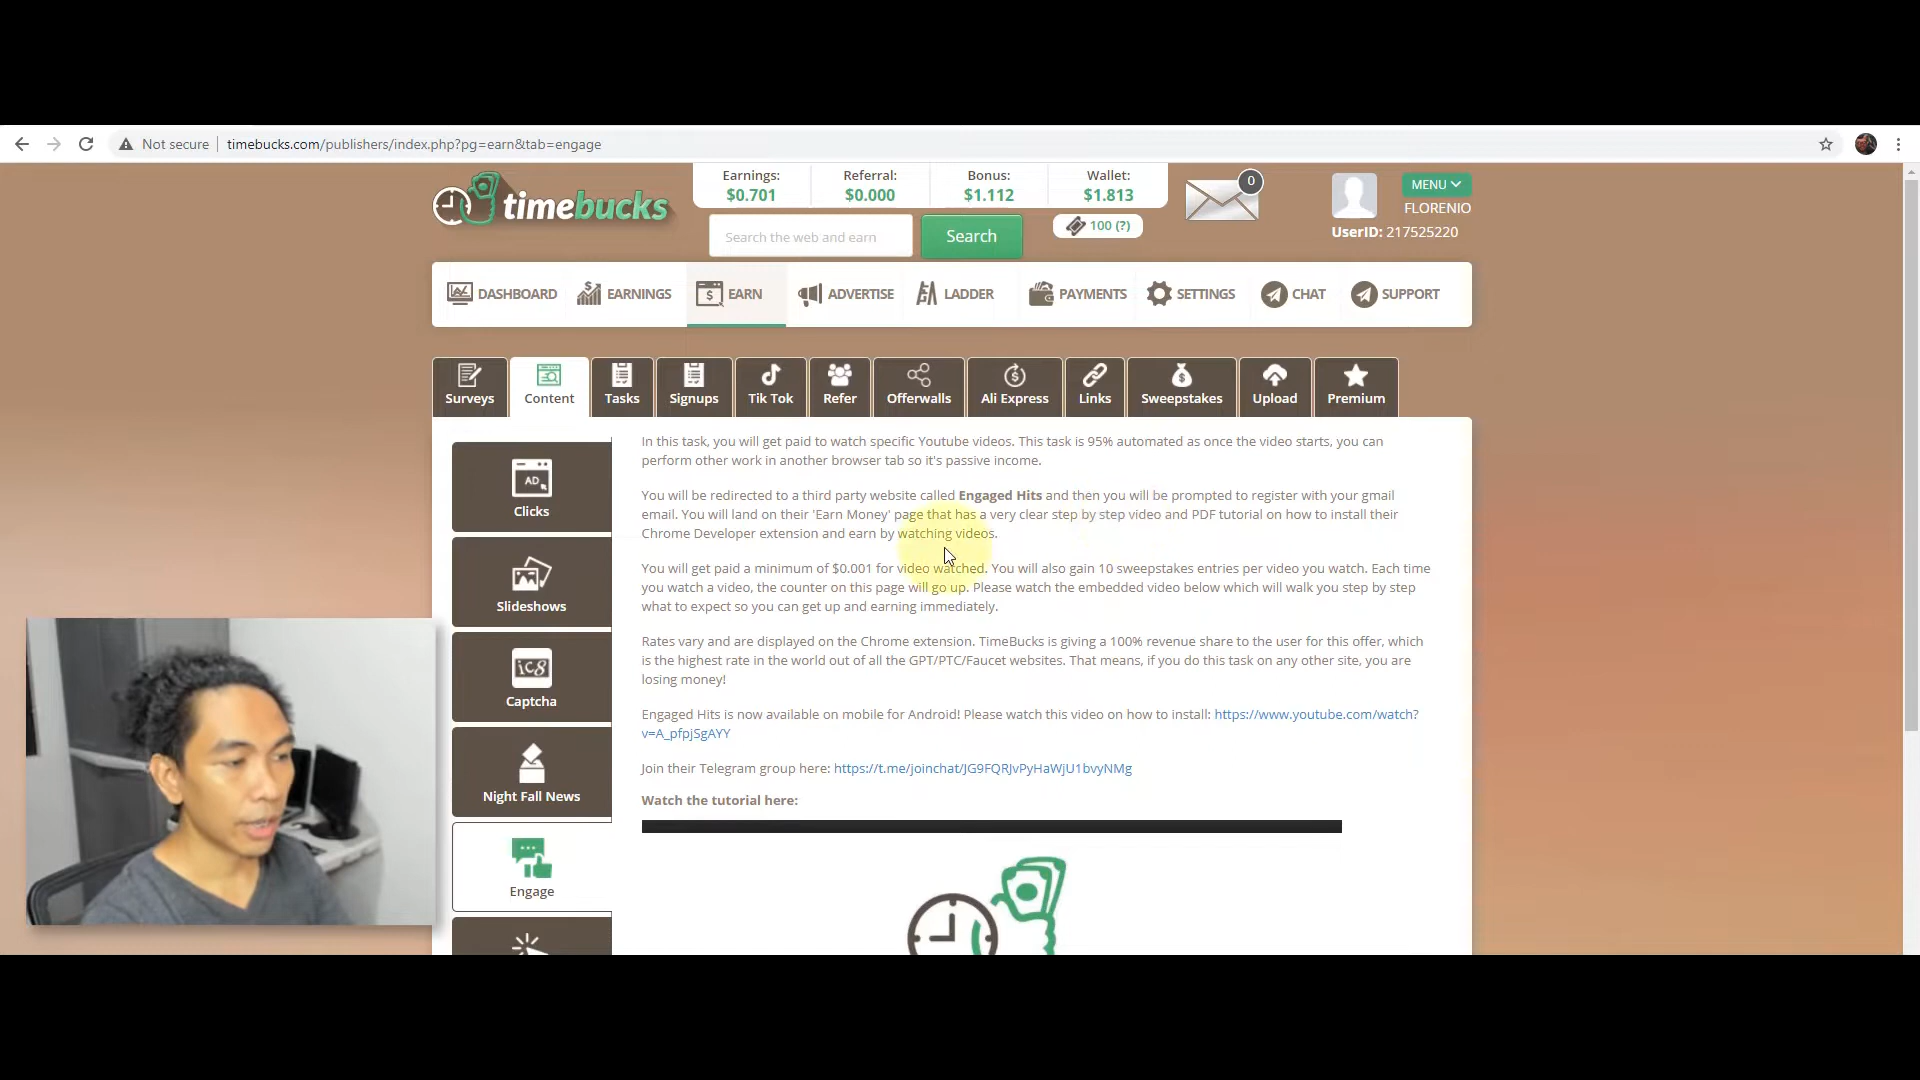 Not secure
timebucks.com/publishers/index.php?pg=earn&tab=engage
timebucks
Earnings:
$0.701
Referral:
$0.000
Bonus:
$1.112
Wallet:
$1.813
0
MENU
FLORENIO
UserID: 217525220
Search the web and earn
Search
100 (?)
DASHBOARD
EARNINGS
EARN
ADVERTISE
LADDER
PAYMENTS
SETTINGS
CHAT
SUPPORT
Surveys
Content
Tasks
Signups
Tik Tok
Refer
Offerwalls
Ali Express
Links
Sweepstakes
Upload
Premium
AD
Clicks
Slideshows
ic8
Captcha
Night Fall News
Engage
In this task, you will get paid to watch specific Youtube videos. This task is 95% automated as once the video starts, you can
perform other work in another browser tab so it's passive income.
You will be redirected to a third party website called Engaged Hits and then you will be prompted to register with your gmail
email. You will land on their 'Earn Money' page that has a very clear step by step video and PDF tutorial on how to install their
Chrome Developer extension and earn by watching videos.
You will get paid a minimum of $0.001 for video watched. You will also gain 10 sweepstakes entries per video you watch. Each time
you watch a video, the counter on this page will go up. Please watch the embedded video below which will walk you step by step
what to expect so you can get up and earning immediately.
Rates vary and are displayed on the Chrome extension. TimeBucks is giving a 100% revenue share to the user for this offer, which
is the highest rate in the world out of all the GPT/PTC/Faucet websites. That means, if you do this task on any other site, you are
losing money!
Engaged Hits is now available on mobile for Android! Please watch this video on how to install: https://www.youtube.com/watch?
v=A_pfpjSgAYY
Join their Telegram group here: https://t.me/joinchat/JG9FQRJvPyHaWjU1bvyNMg
Watch the tutorial here: